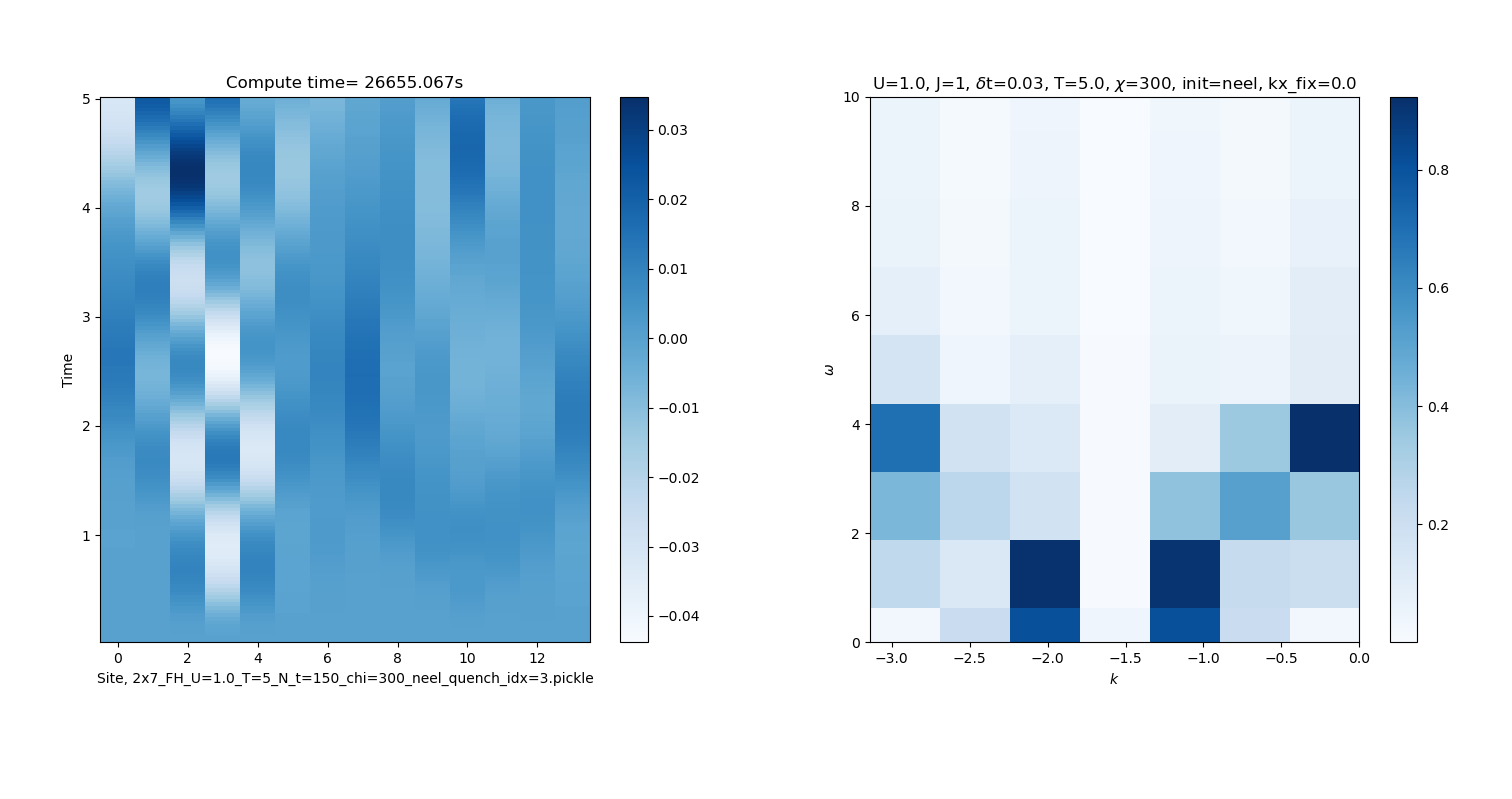 Compute time= 26655.067s
5
4
3
2
1
Time
0 2 4 6 8 10 12
Site, 2x7_FH_U=1.0_T=5_N_t=150_chi=300_neel_quench_idx=3.pickle
0.03
0.02
0.01
0.00
−0.01
−0.02
−0.03
−0.04
U=1.0, J=1, δt=0.03, T=5.0, χ=300, init=neel, kx_fix=0.0
10
8
6
4
2
0
ω
−3.0 −2.5 −2.0 −1.5 −1.0 −0.5 0.0
k
0.8
0.6
0.4
0.2